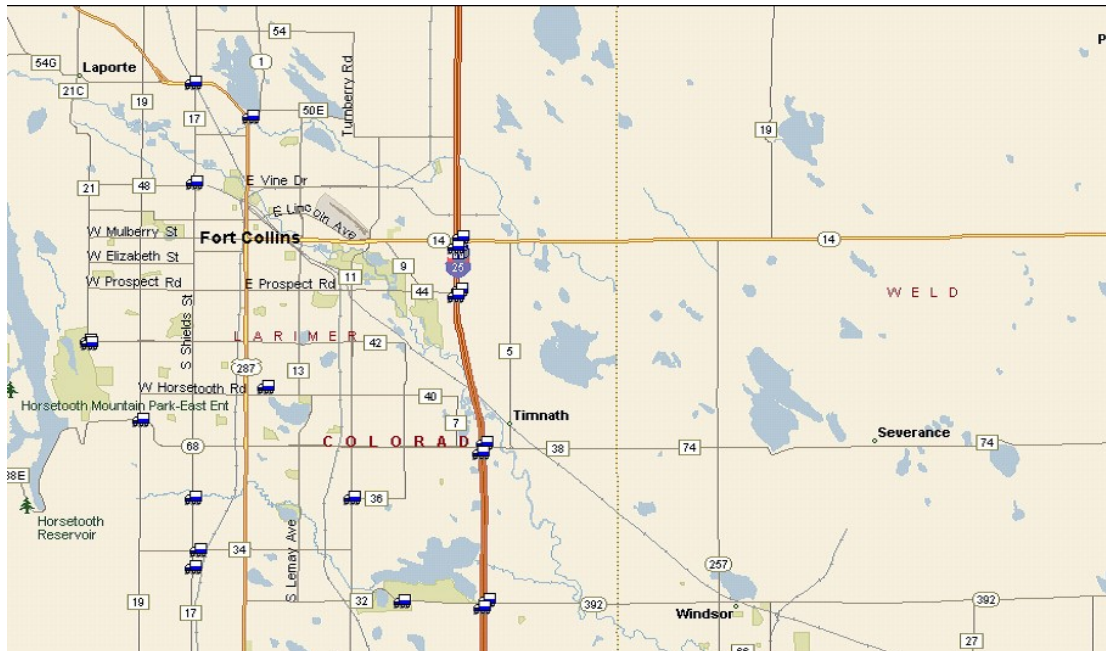 54
P
54G
Laporte
1
21C
19
17
50E
Turnberry Rd
19
21
48
E Vine Dr
E Lincoln Ave
W Mulberry St
Fort Collins
14
14
W Elizabeth St
9
25
W Prospect Rd
E Prospect Rd
11
44
WELD
S Shields St
LARIMER
42
5
287
13
W Horsetooth Rd
40
Horsetooth Mountain Park-East Ent
7
Timnath
COLORAD
68
38
74
Severance
74
38E
36
Horsetooth
Reservoir
S Lemay Ave
34
257
19
17
32
392
392
Windsor
27